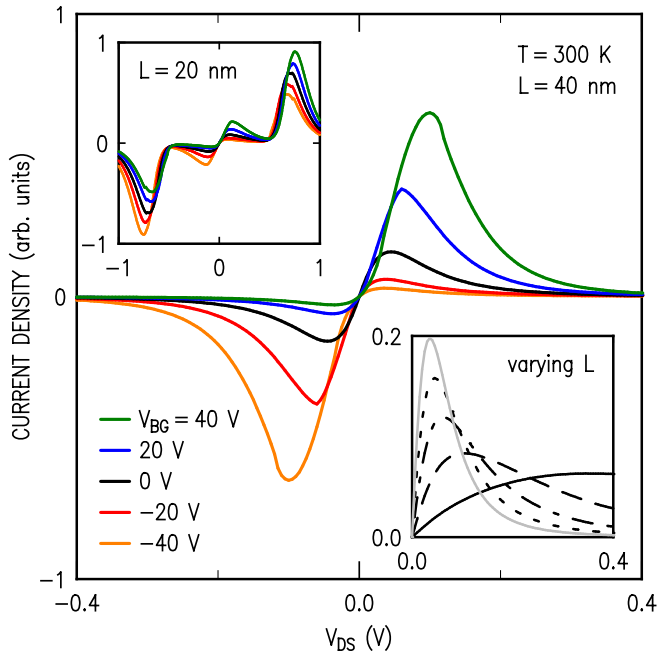 1
0
−1
−0.4
0.0
0.4
V_DS (V)
CURRENT DENSITY (arb. units)
T = 300 K
L = 40 nm
1
0
−1
−1
0
1
L = 20 nm
V_BG = 40 V
20 V
0 V
−20 V
−40 V
0.2
0.0
0.0
0.4
varying L